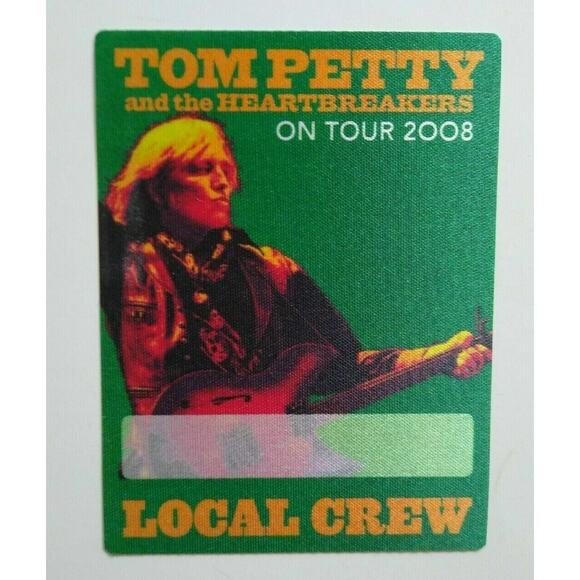 TOM PETTY
and the HEARTBREAKERS
ON TOUR 2008
LOCAL CREW